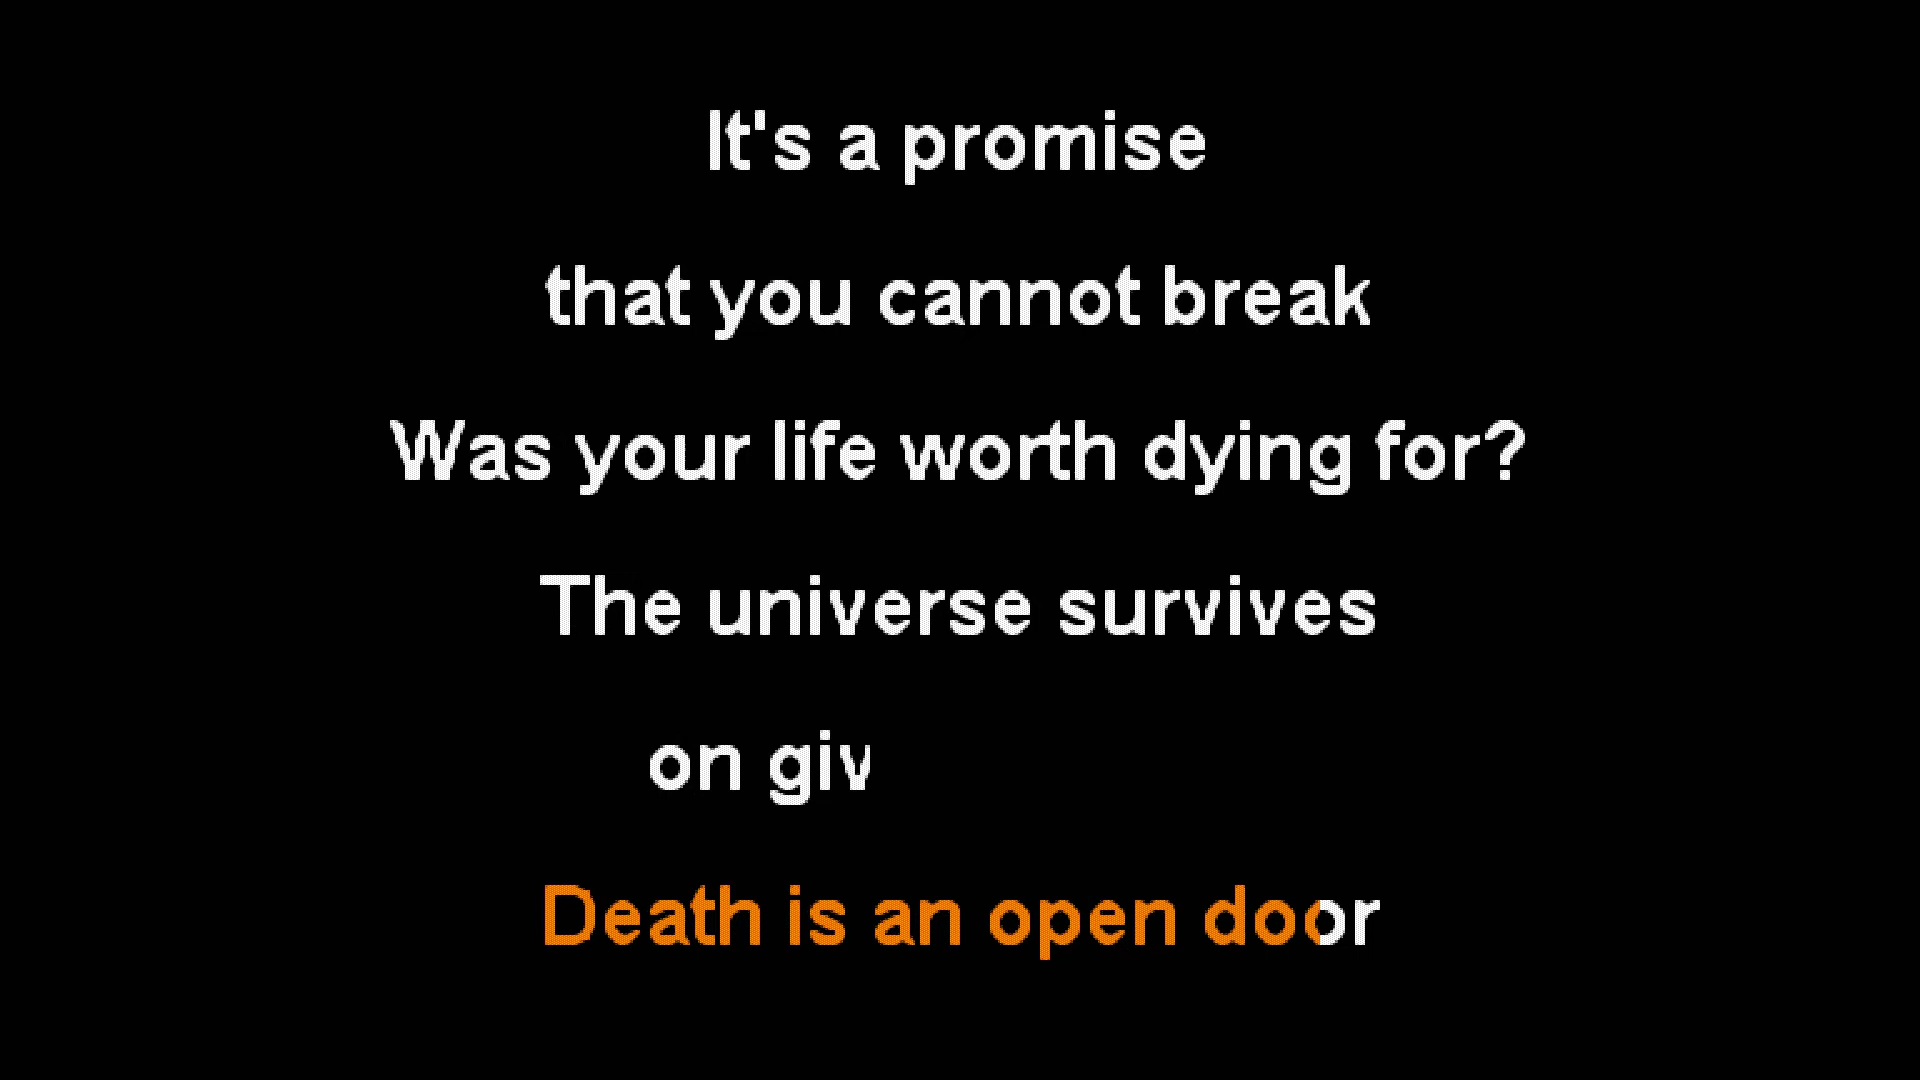 It's a promise
that you cannot break
Was your life worth dying for?
The universe survives
on giv
Death is an open door